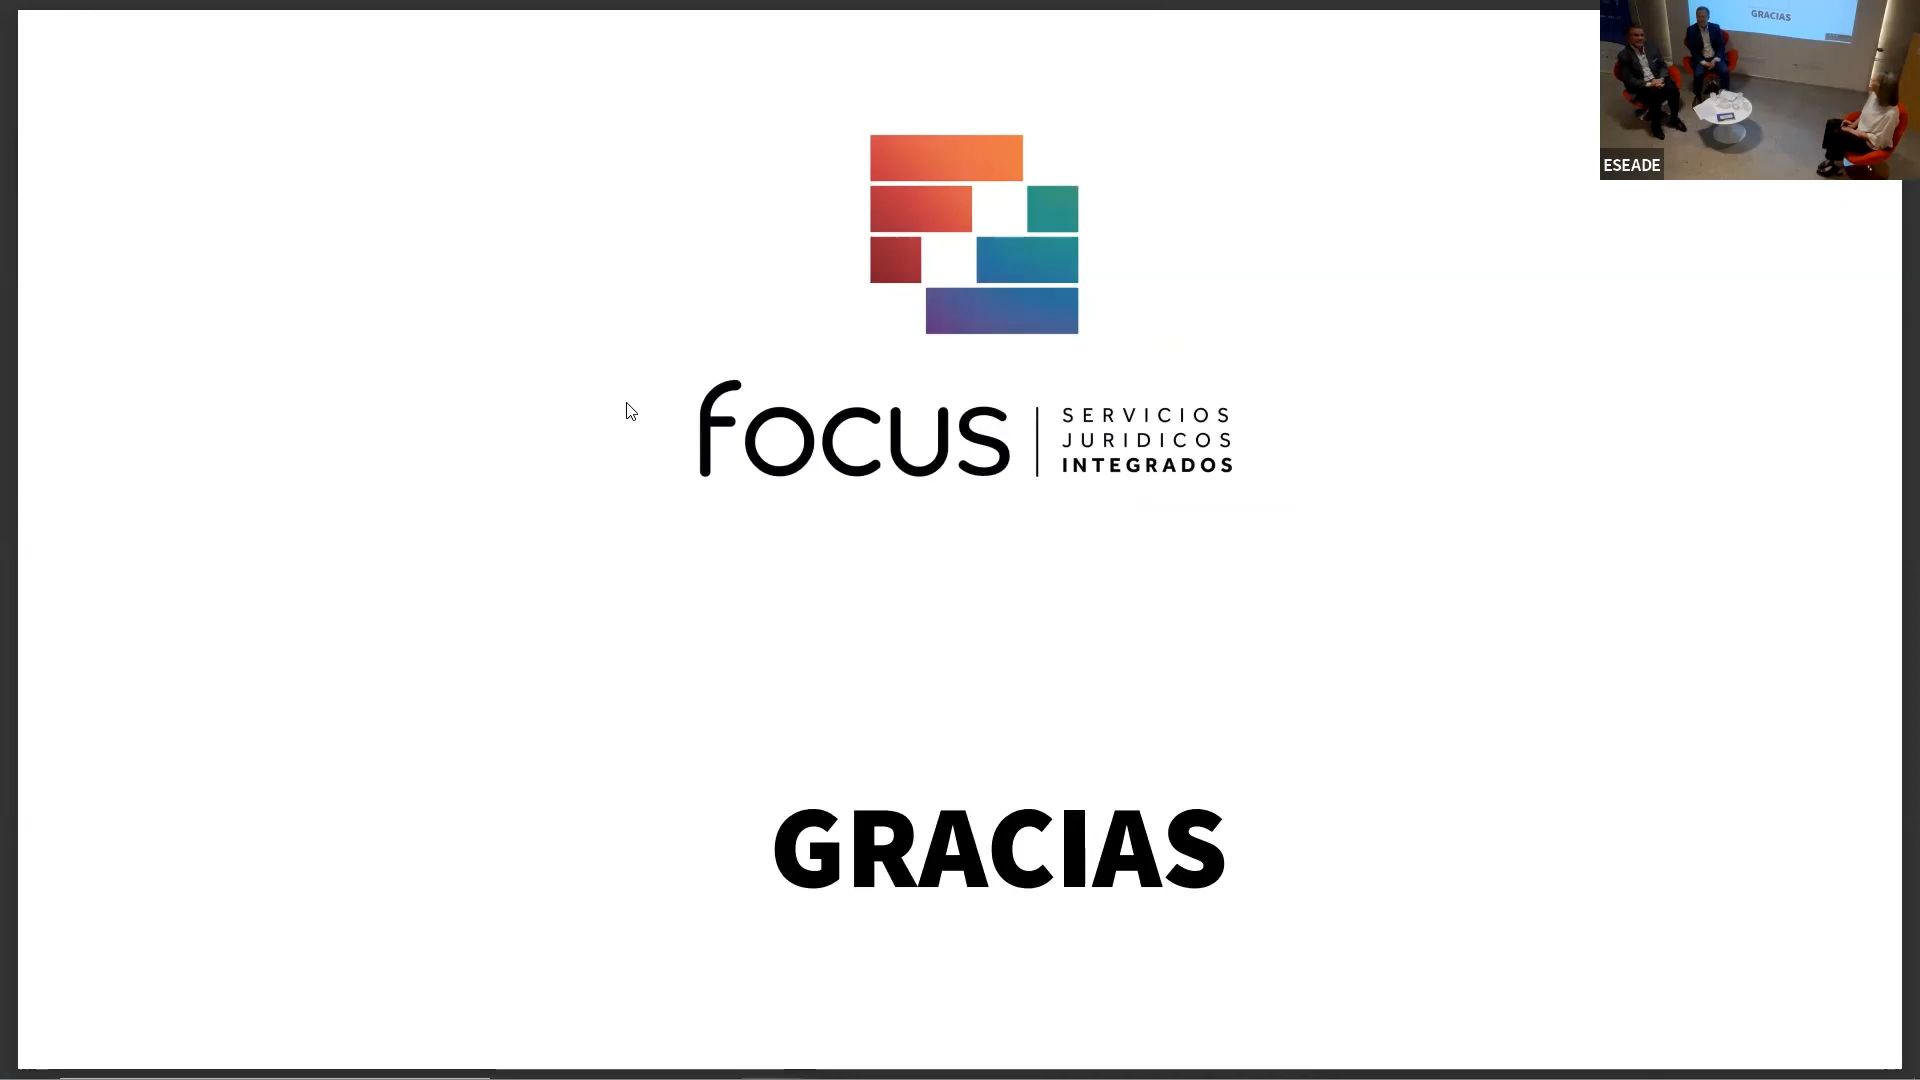 GRACIAS
ESEADE
focus
SERVICIOS
JURIDICOS
INTEGRADOS
GRACIAS